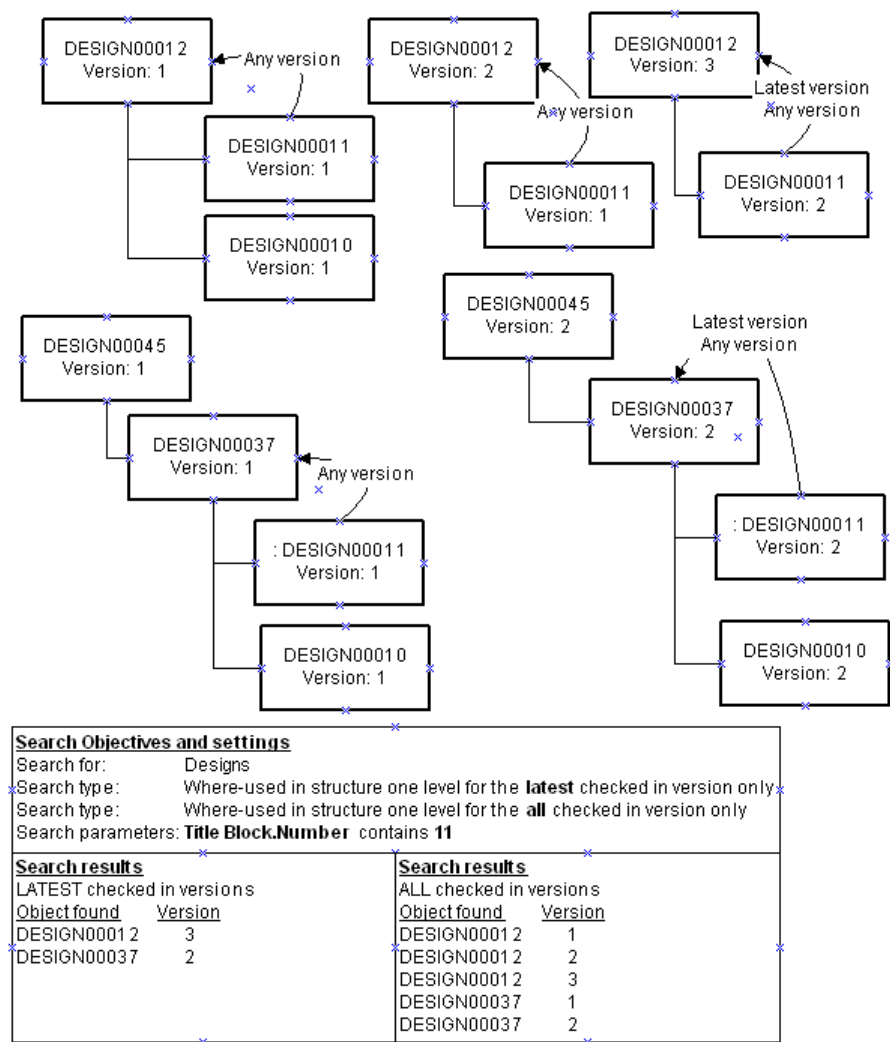 DESIGN00012
Version: 1
Any version
DESIGN00011
Version: 1
DESIGN00010
Version: 1
DESIGN00012
Version: 2
Any version
DESIGN00011
Version: 1
DESIGN00012
Version: 3
Latest version
Any version
DESIGN00011
Version: 2
DESIGN00045
Version: 1
DESIGN00037
Version: 1
Any version
: DESIGN00011
Version: 1
DESIGN00010
Version: 1
DESIGN00045
Version: 2
Latest version
Any version
DESIGN00037
Version: 2
: DESIGN00011
Version: 2
DESIGN00010
Version: 2
Search Objectives and settings
Search for: Designs
Search type: Where-used in structure one level for the latest checked in version only
Search type: Where-used in structure one level for the all checked in version only
Search parameters: Title Block.Number contains 11
Search results
LATEST checked in versions
Object found Version
DESIGN00012 3
DESIGN00037 2
Search results
ALL checked in versions
Object found Version
DESIGN00012 1
DESIGN00012 2
DESIGN00012 3
DESIGN00037 1
DESIGN00037 2